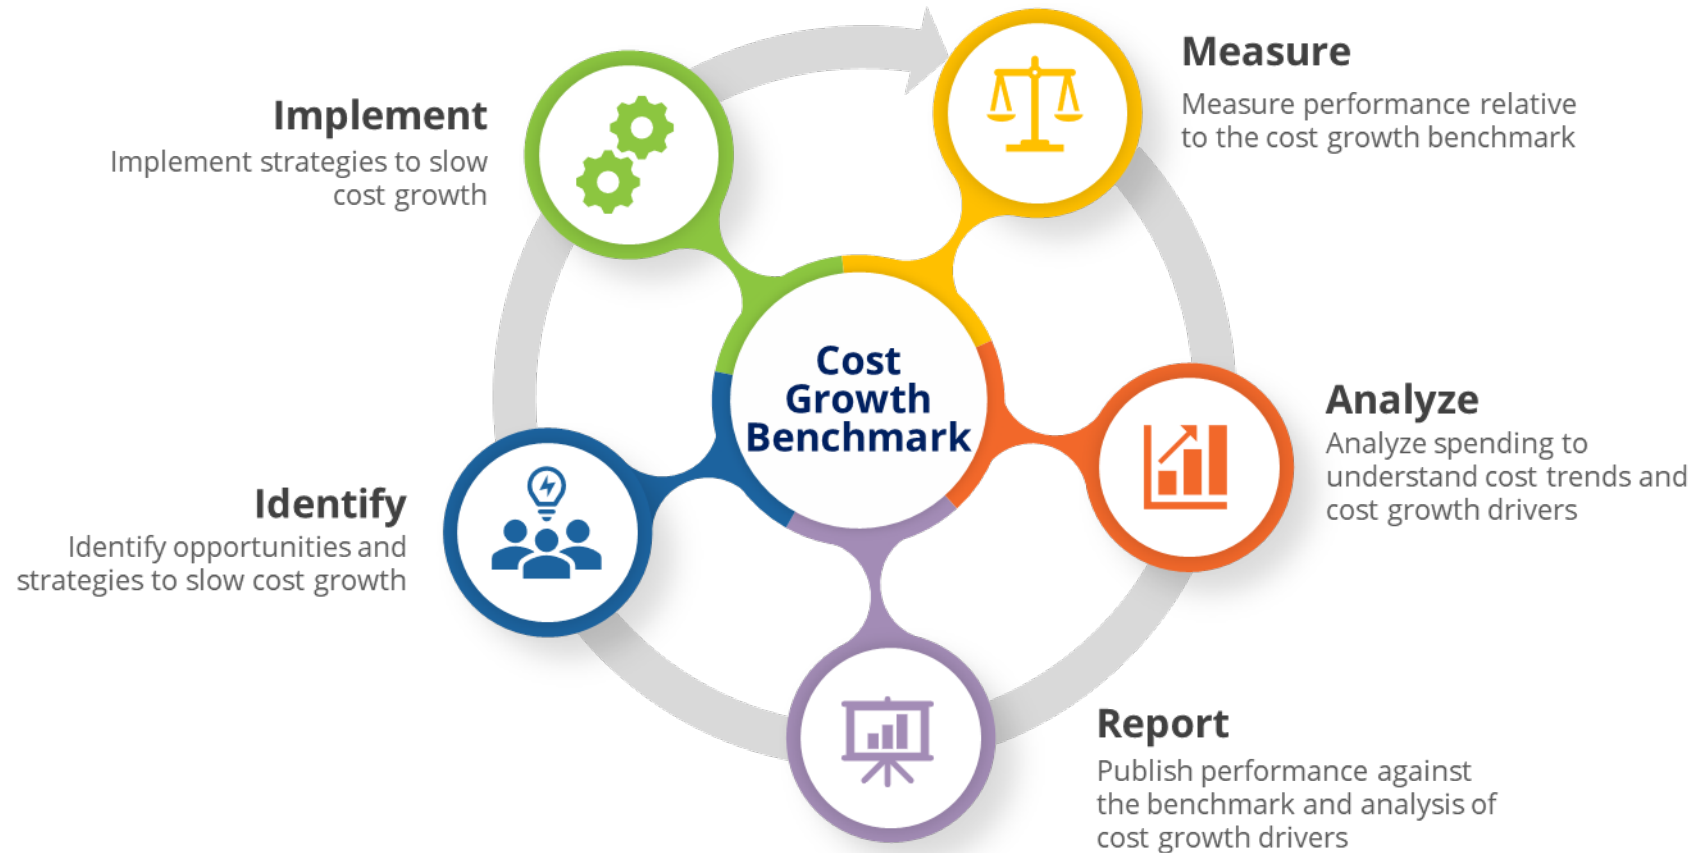 Measure
Measure performance relative
to the cost growth benchmark
Analyze
Analyze spending to
understand cost trends and
cost growth drivers
Report
Publish performance against
the benchmark and analysis of
cost growth drivers
Identify
Identify opportunities and
strategies to slow cost growth
Implement
Implement strategies to slow
cost growth
Cost
Growth
Benchmark